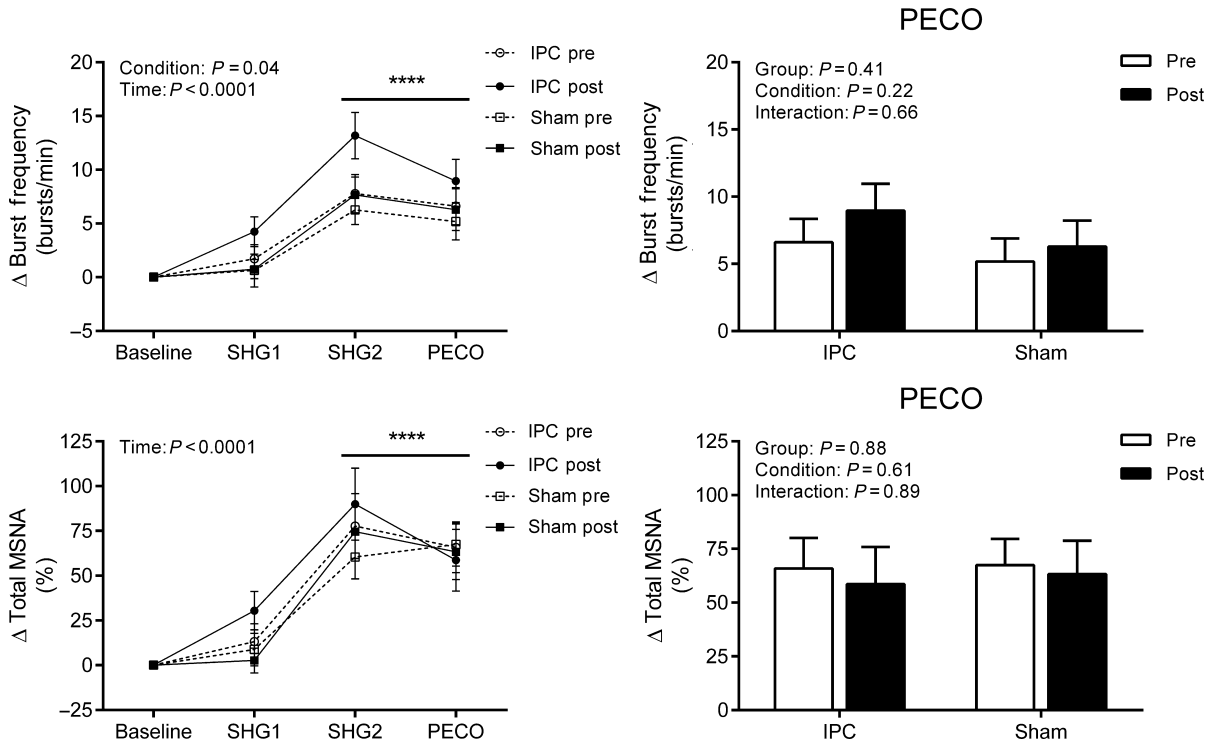 Condition: P = 0.04
Time: P < 0.0001
****
IPC pre
IPC post
Sham pre
Sham post
20
15
10
5
0
–5
Δ Burst frequency
(bursts/min)
Baseline
SHG1
SHG2
PECO
PECO
Group: P = 0.41
Condition: P = 0.22
Interaction: P = 0.66
Pre
Post
20
15
10
5
0
Δ Burst frequency
(bursts/min)
IPC
Sham
Time: P < 0.0001
****
IPC pre
IPC post
Sham pre
Sham post
125
100
75
50
25
0
–25
Δ Total MSNA
(%)
Baseline
SHG1
SHG2
PECO
PECO
Group: P = 0.88
Condition: P = 0.61
Interaction: P = 0.89
Pre
Post
125
100
75
50
25
0
Δ Total MSNA
(%)
IPC
Sham